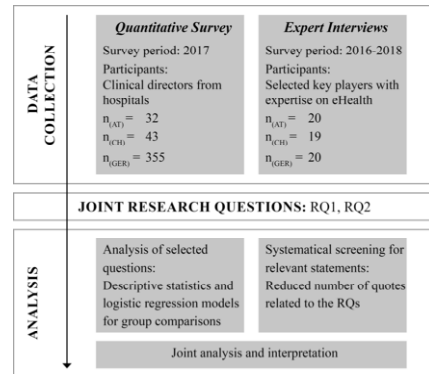 DATA
COLLECTION
Quantitative Survey
Survey period: 2017
Participants:
Clinical directors from
hospitals
n(AT) = 32
n(CH) = 43
n(GER) = 355
Expert Interviews
Survey period: 2016-2018
Participants:
Selected key players with
expertise on eHealth
n(AT) = 20
n(CH) = 19
n(GER) = 20
JOINT RESEARCH QUESTIONS: RQ1, RQ2
ANALYSIS
Analysis of selected
questions:
Descriptive statistics and
logistic regression models
for group comparisons
Systematical screening for
relevant statements:
Reduced number of quotes
related to the RQs
Joint analysis and interpretation